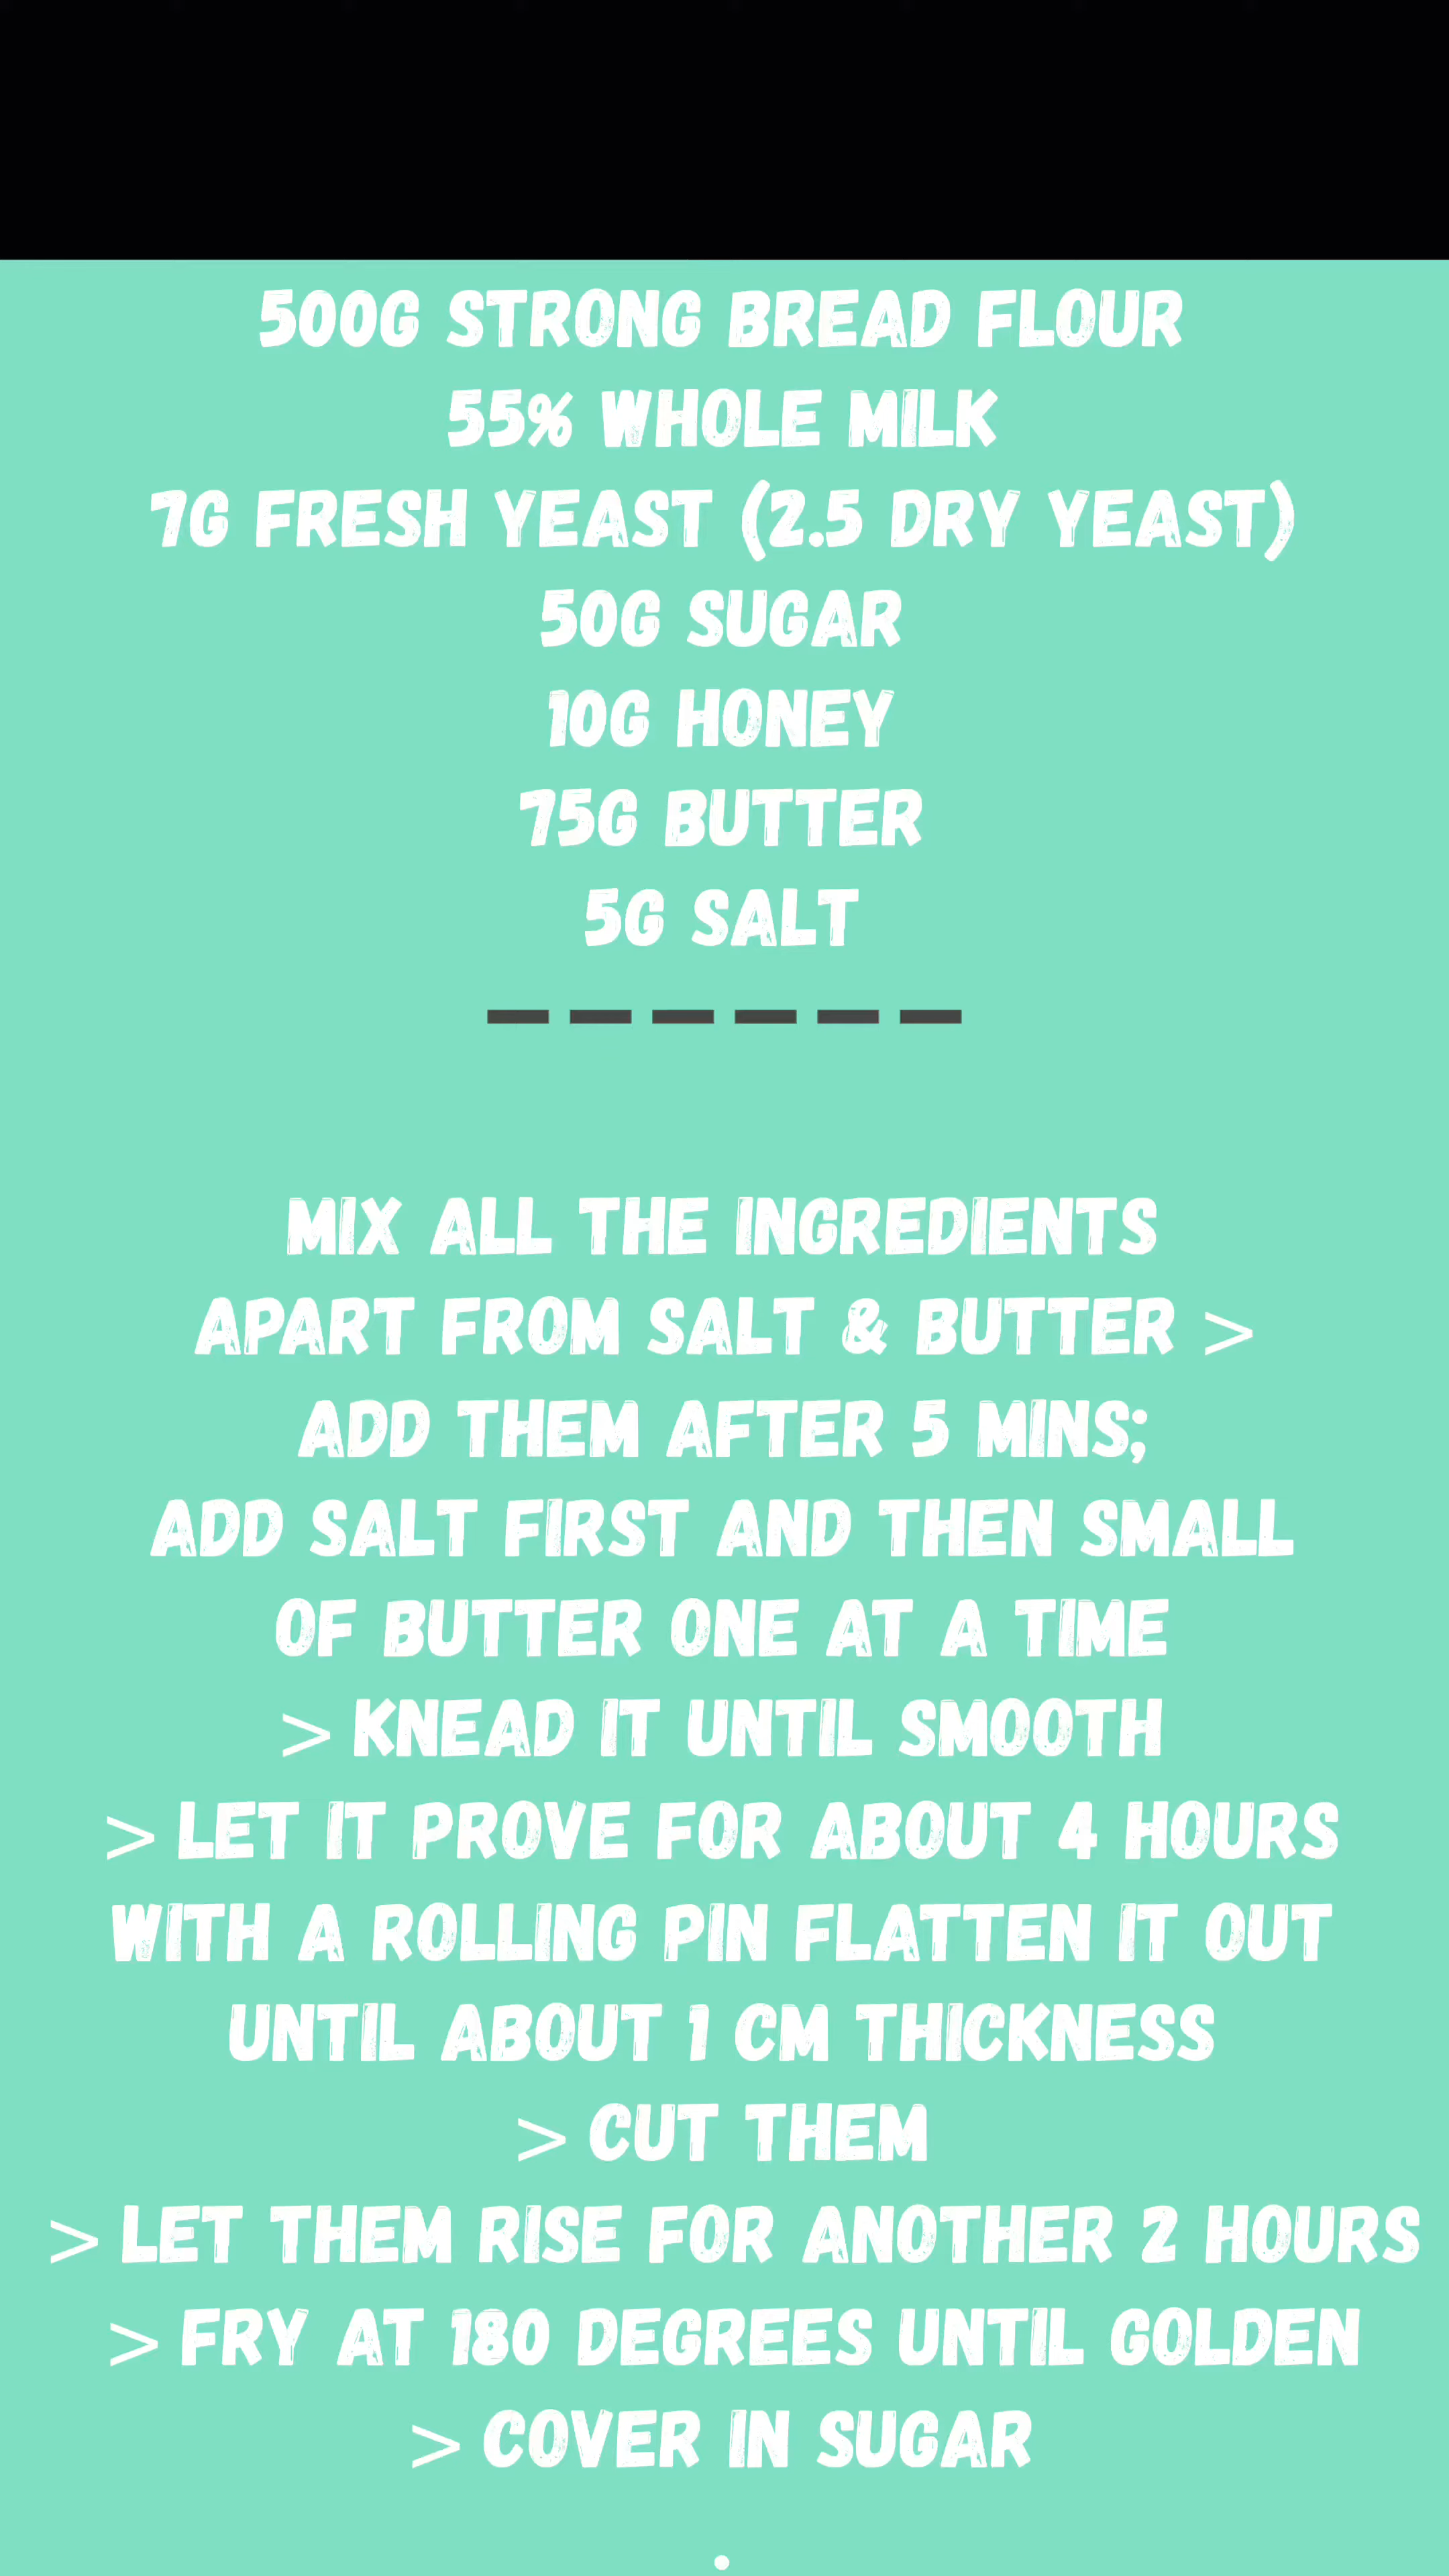 500G STRONG BREAD FLOUR
55% WHOLE MILK
7G FRESH YEAST (2.5 DRY YEAST)
50G SUGAR
10G HONEY
75G BUTTER
5G SALT
MIX ALL THE INGREDIENTS
APART FROM SALT & BUTTER >
ADD THEM AFTER 5 MINS;
ADD SALT FIRST AND THEN SMALL
OF BUTTER ONE AT A TIME
> KNEAD IT UNTIL SMOOTH
> LET IT PROVE FOR ABOUT 4 HOURS
WITH A ROLLING PIN FLATTEN IT OUT
UNTIL ABOUT 1 CM THICKNESS
> CUT THEM
> LET THEM RISE FOR ANOTHER 2 HOURS
> FRY AT 180 DEGREES UNTIL GOLDEN
> COVER IN SUGAR